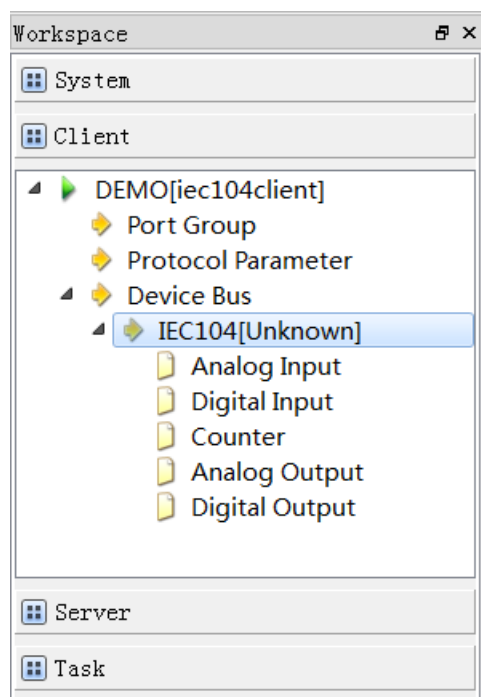 Workspace
System
Client
DEMO[iec104client]
Port Group
Protocol Parameter
Device Bus
IEC104[Unknown]
Analog Input
Digital Input
Counter
Analog Output
Digital Output
Server
Task